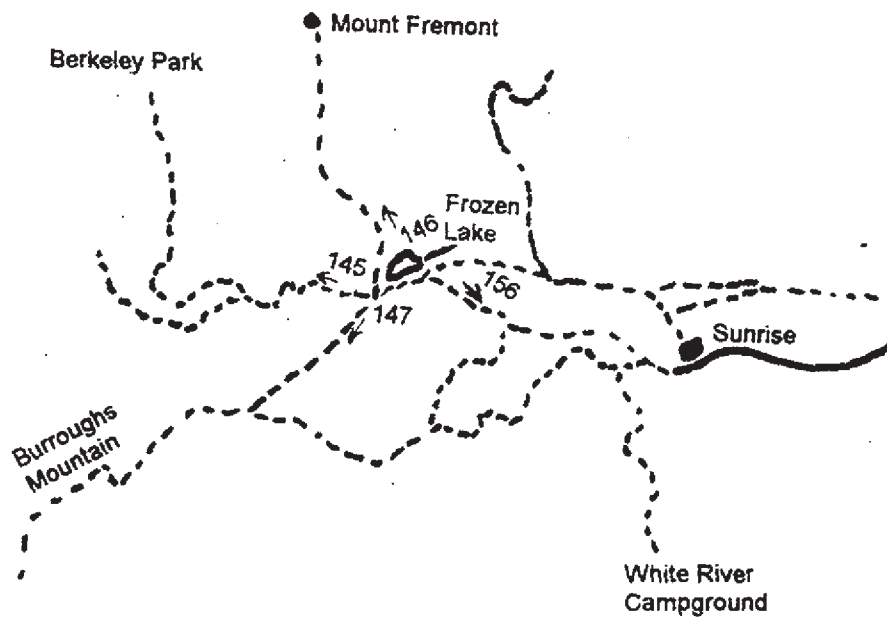 Mount Fremont
Berkeley Park
Frozen
Lake
146
145
156
147
Sunrise
Burroughs
Mountain
White River
Campground